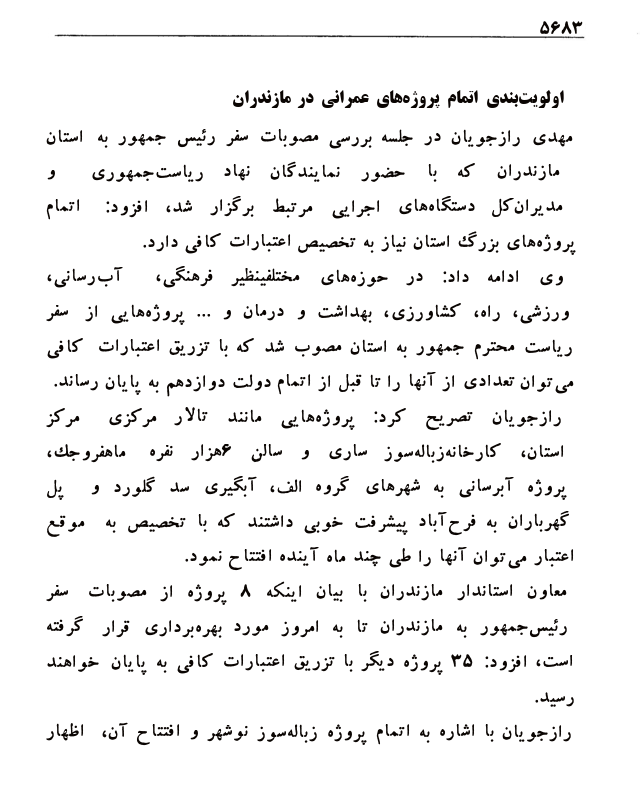 ۵۶۸۳
اولویت‌بندی اتمام پروژه‌های عمرانی در مازندران
مهدی رازجویان در جلسه بررسی مصوبات سفر رئیس جمهور به استان
مازندران که با حضور نمایندگان نهاد ریاست‌جمهوری و
مدیران‌کل دستگاه‌های اجرایی مرتبط برگزار شد، افزود: اتمام
پروژه‌های بزرگ استان نیاز به تخصیص اعتبارات کافی دارد.
وی ادامه داد: در حوزه‌های مختلفینظیر فرهنگی، آب‌رسانی،
ورزشی، راه، کشاورزی، بهداشت و درمان و ... پروژه‌هایی از سفر
ریاست محترم جمهور به استان مصوب شد که با تزریق اعتبارات کافی
می‌توان تعدادی از آنها را تا قبل از اتمام دولت دوازدهم به پایان رساند.
رازجویان تصریح کرد: پروژه‌هایی مانند تالار مرکزی مرکز
استان، کارخانه‌زباله‌سوز ساری و سالن ۶هزار نفره ماهفروجك،
پروژه آبرسانی به شهرهای گروه الف، آبگیری سد گلورد و پل
گهرباران به فرح‌آباد پیشرفت خوبی داشتند که با تخصیص به موقع
اعتبار می‌توان آنها را طی چند ماه آینده افتتاح نمود.
معاون استاندار مازندران با بیان اینکه ۸ پروژه از مصوبات سفر
رئیس‌جمهور به مازندران تا به امروز مورد بهره‌برداری قرار گرفته
است، افزود: ۳۵ پروژه دیگر با تزریق اعتبارات کافی به پایان خواهند
رسید.
رازجویان با اشاره به اتمام پروژه زباله‌سوز نوشهر و افتتاح آن، اظهار